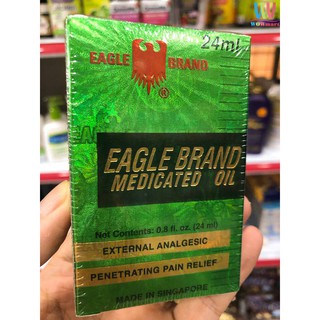 24ml
EAGLE BRAND
®
EAGLE BRAND
MEDICATED OIL
Net Contents: 0.8 fl. oz. (24 ml)
EXTERNAL ANALGESIC
PENETRATING PAIN RELIEF
MADE IN SINGAPORE